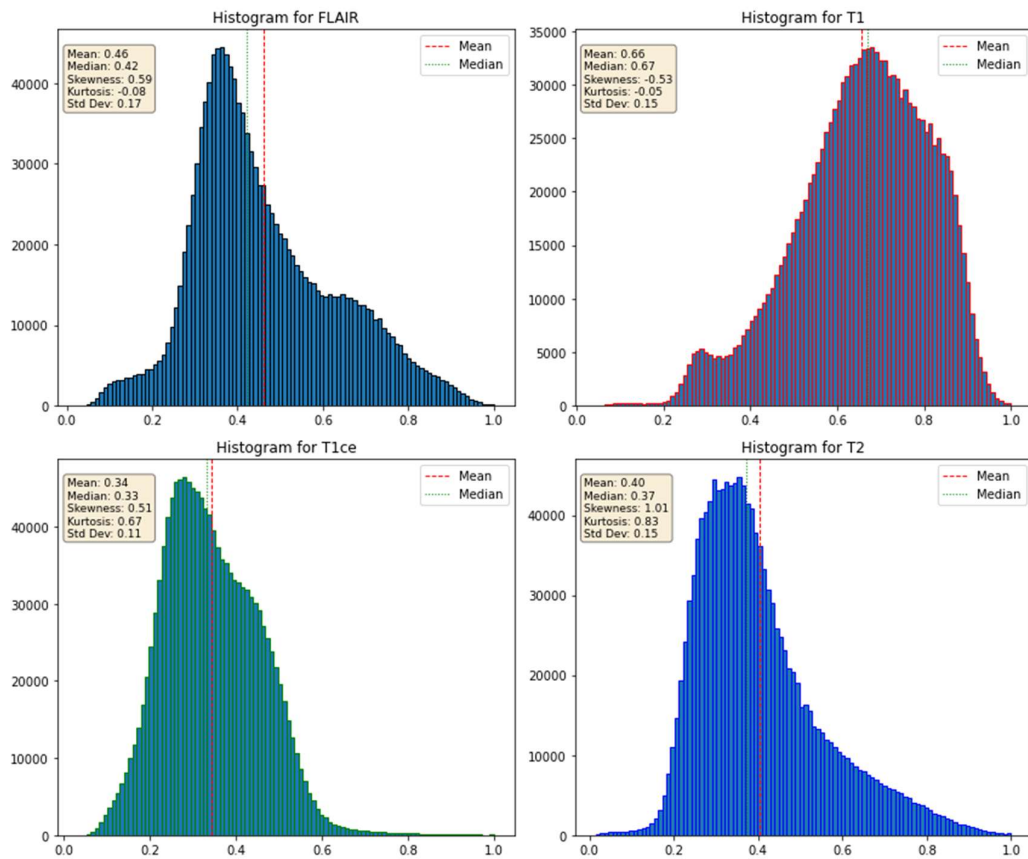 Histogram for FLAIR
Mean: 0.46
Median: 0.42
Skewness: 0.59
Kurtosis: -0.08
Std Dev: 0.17
Mean
Median
40000
30000
20000
10000
0
0.0 0.2 0.4 0.6 0.8 1.0
Histogram for T1
Mean: 0.66
Median: 0.67
Skewness: -0.53
Kurtosis: -0.05
Std Dev: 0.15
Mean
Median
35000
30000
25000
20000
15000
10000
5000
0
0.0 0.2 0.4 0.6 0.8 1.0
Histogram for T1ce
Mean: 0.34
Median: 0.33
Skewness: 0.51
Kurtosis: 0.67
Std Dev: 0.11
Mean
Median
40000
30000
20000
10000
0
0.0 0.2 0.4 0.6 0.8 1.0
Histogram for T2
Mean: 0.40
Median: 0.37
Skewness: 1.01
Kurtosis: 0.83
Std Dev: 0.15
Mean
Median
40000
30000
20000
10000
0
0.0 0.2 0.4 0.6 0.8 1.0